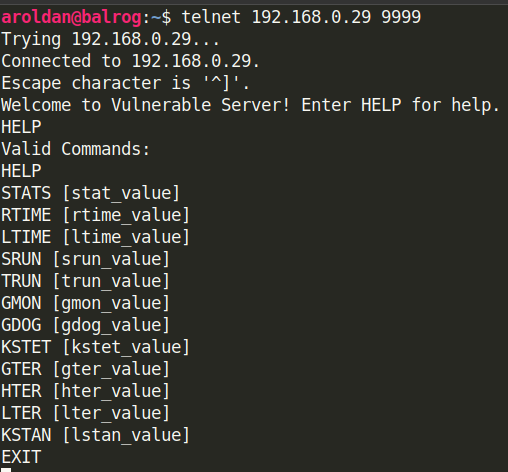 aroldan@balrog:~$ telnet 192.168.0.29 9999
Trying 192.168.0.29...
Connected to 192.168.0.29.
Escape character is '^]'.
Welcome to Vulnerable Server! Enter HELP for help.
HELP
Valid Commands:
HELP
STATS [stat_value]
RTIME [rtime_value]
LTIME [ltime_value]
SRUN [srun_value]
TRUN [trun_value]
GMON [gmon_value]
GDOG [gdog_value]
KSTET [kstet_value]
GTER [gter_value]
HTER [hter_value]
LTER [lter_value]
KSTAN [lstan_value]
EXIT